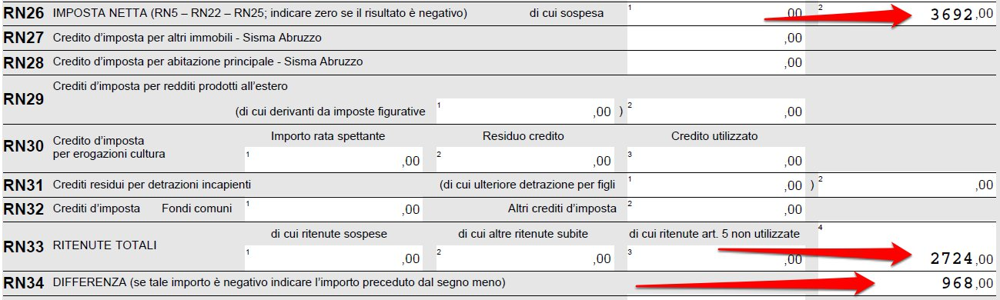 RN26 IMPOSTA NETTA (RN5 – RN22 – RN25; indicare zero se il risultato è negativo) di cui sospesa 1 ,00 2 3692,00
RN27 Credito d'imposta per altri immobili - Sisma Abruzzo ,00
RN28 Credito d'imposta per abitazione principale - Sisma Abruzzo ,00
RN29 Crediti d'imposta per redditi prodotti all'estero
(di cui derivanti da imposte figurative 1 ,00 ) 2 ,00
RN30 Credito d'imposta per erogazioni cultura
Importo rata spettante Residuo credito Credito utilizzato
1 ,00 2 ,00 3 ,00
RN31 Crediti residui per detrazioni incapienti (di cui ulteriore detrazione per figli 1 ,00 ) 2 ,00
RN32 Crediti d'imposta Fondi comuni 1 ,00 Altri crediti d'imposta 2 ,00
RN33 RITENUTE TOTALI
di cui ritenute sospese di cui altre ritenute subite di cui ritenute art. 5 non utilizzate 4
1 ,00 2 ,00 3 ,00 2724,00
RN34 DIFFERENZA (se tale importo è negativo indicare l'importo preceduto dal segno meno) 968,00